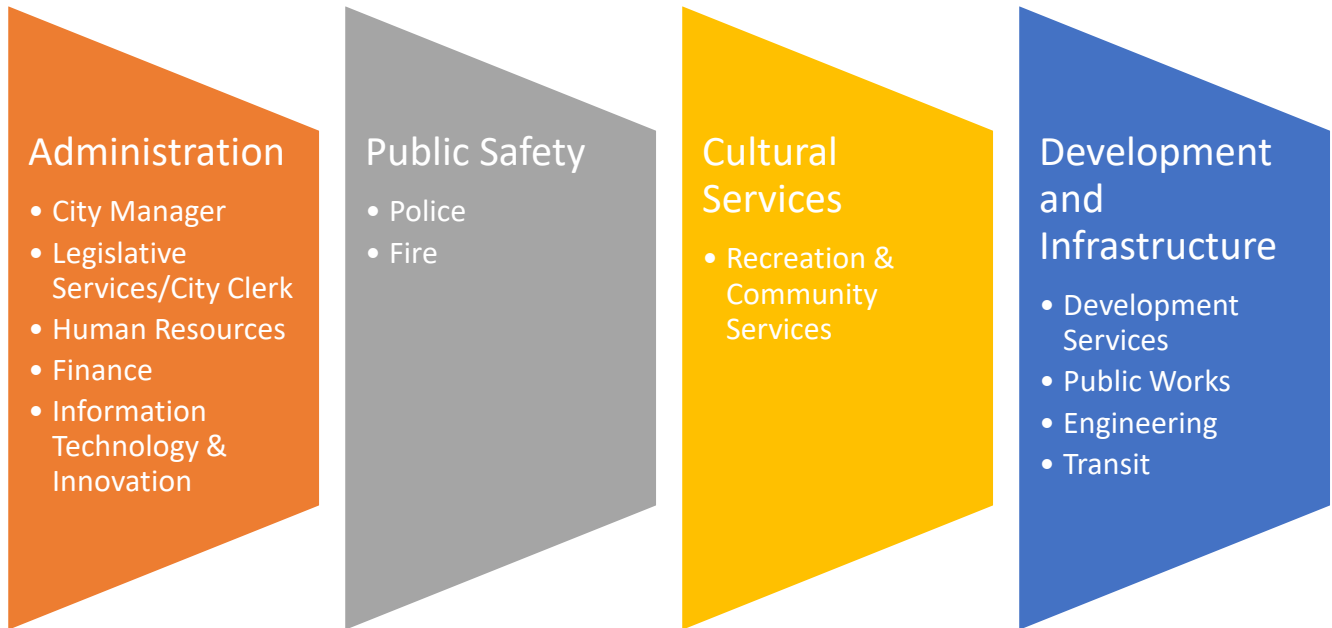 Administration
• City Manager
• Legislative
Services/City Clerk
• Human Resources
• Finance
• Information
Technology &
Innovation
Public Safety
• Police
• Fire
Cultural
Services
• Recreation &
Community
Services
Development
and
Infrastructure
• Development
Services
• Public Works
• Engineering
• Transit